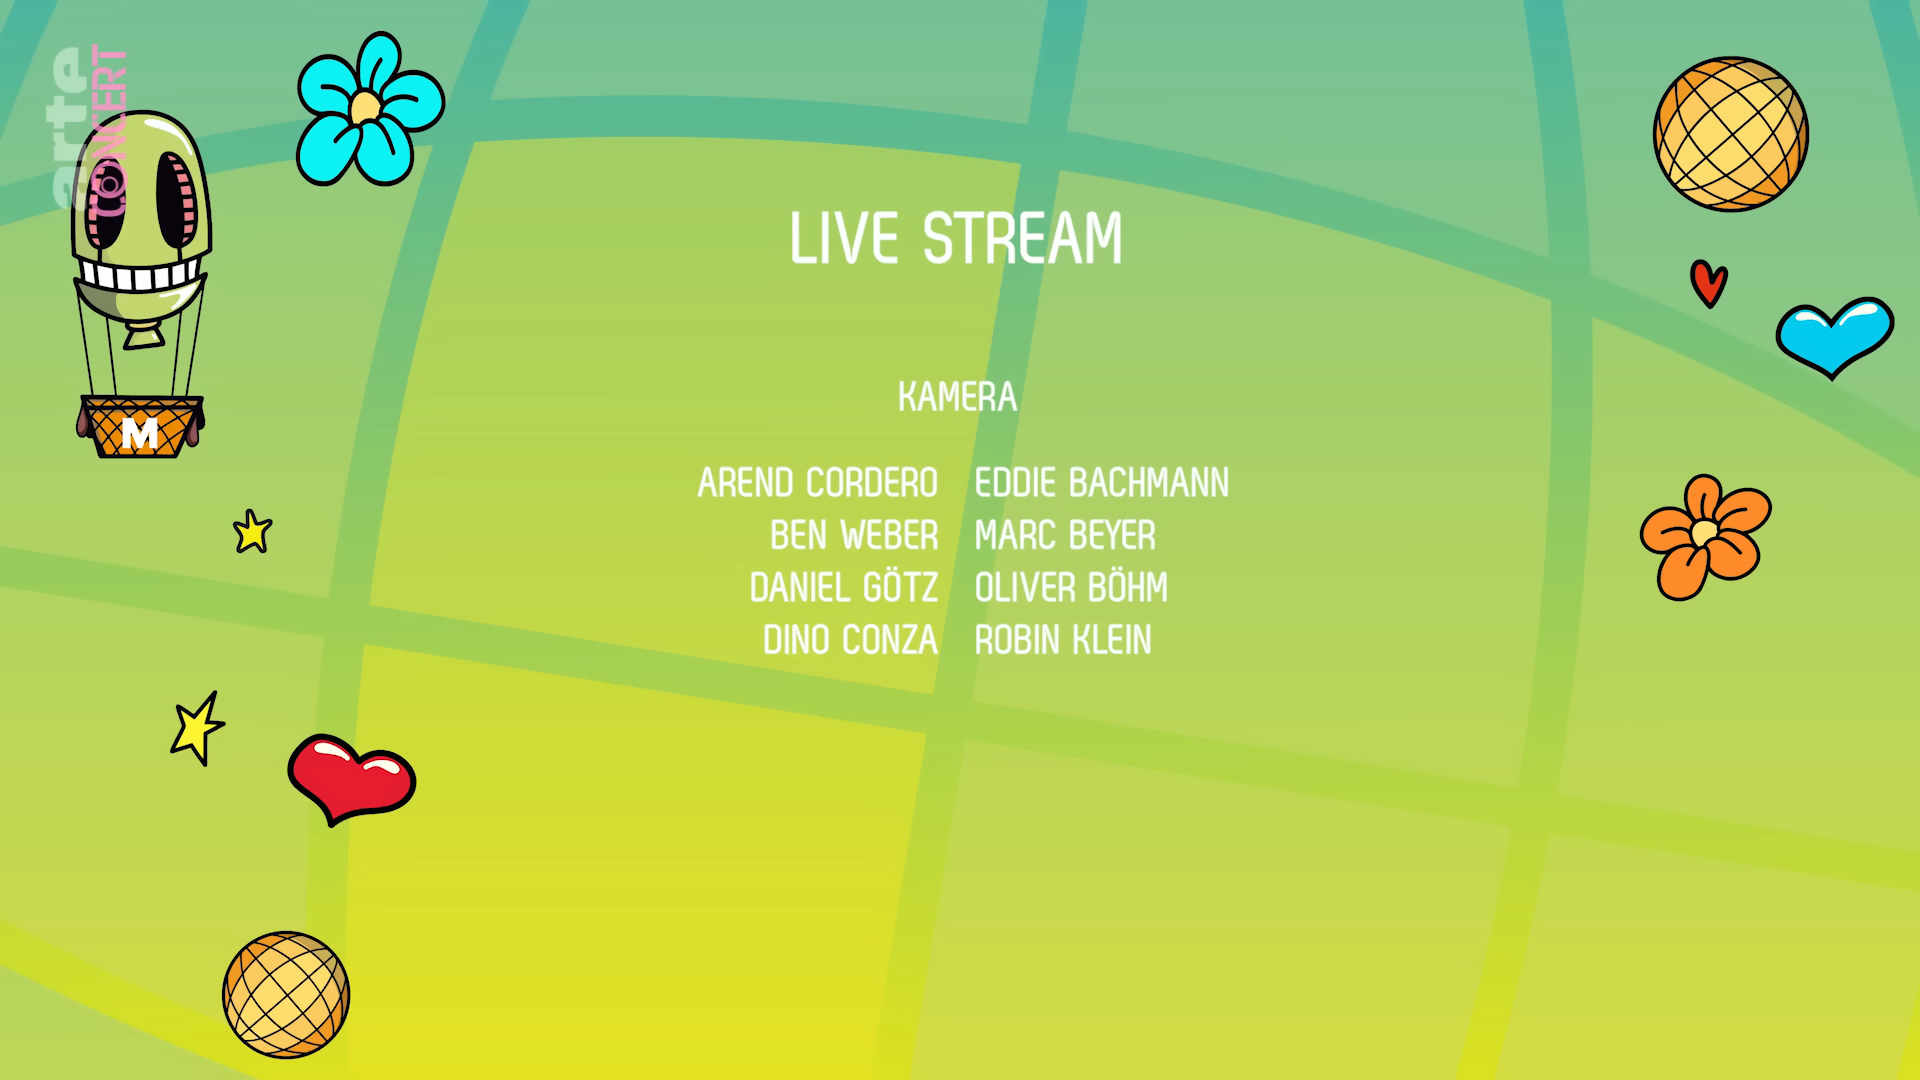 arte
CONCERT
LIVE STREAM
KAMERA
AREND CORDERO EDDIE BACHMANN
BEN WEBER MARC BEYER
DANIEL GÖTZ OLIVER BÖHM
DINO CONZA ROBIN KLEIN
M